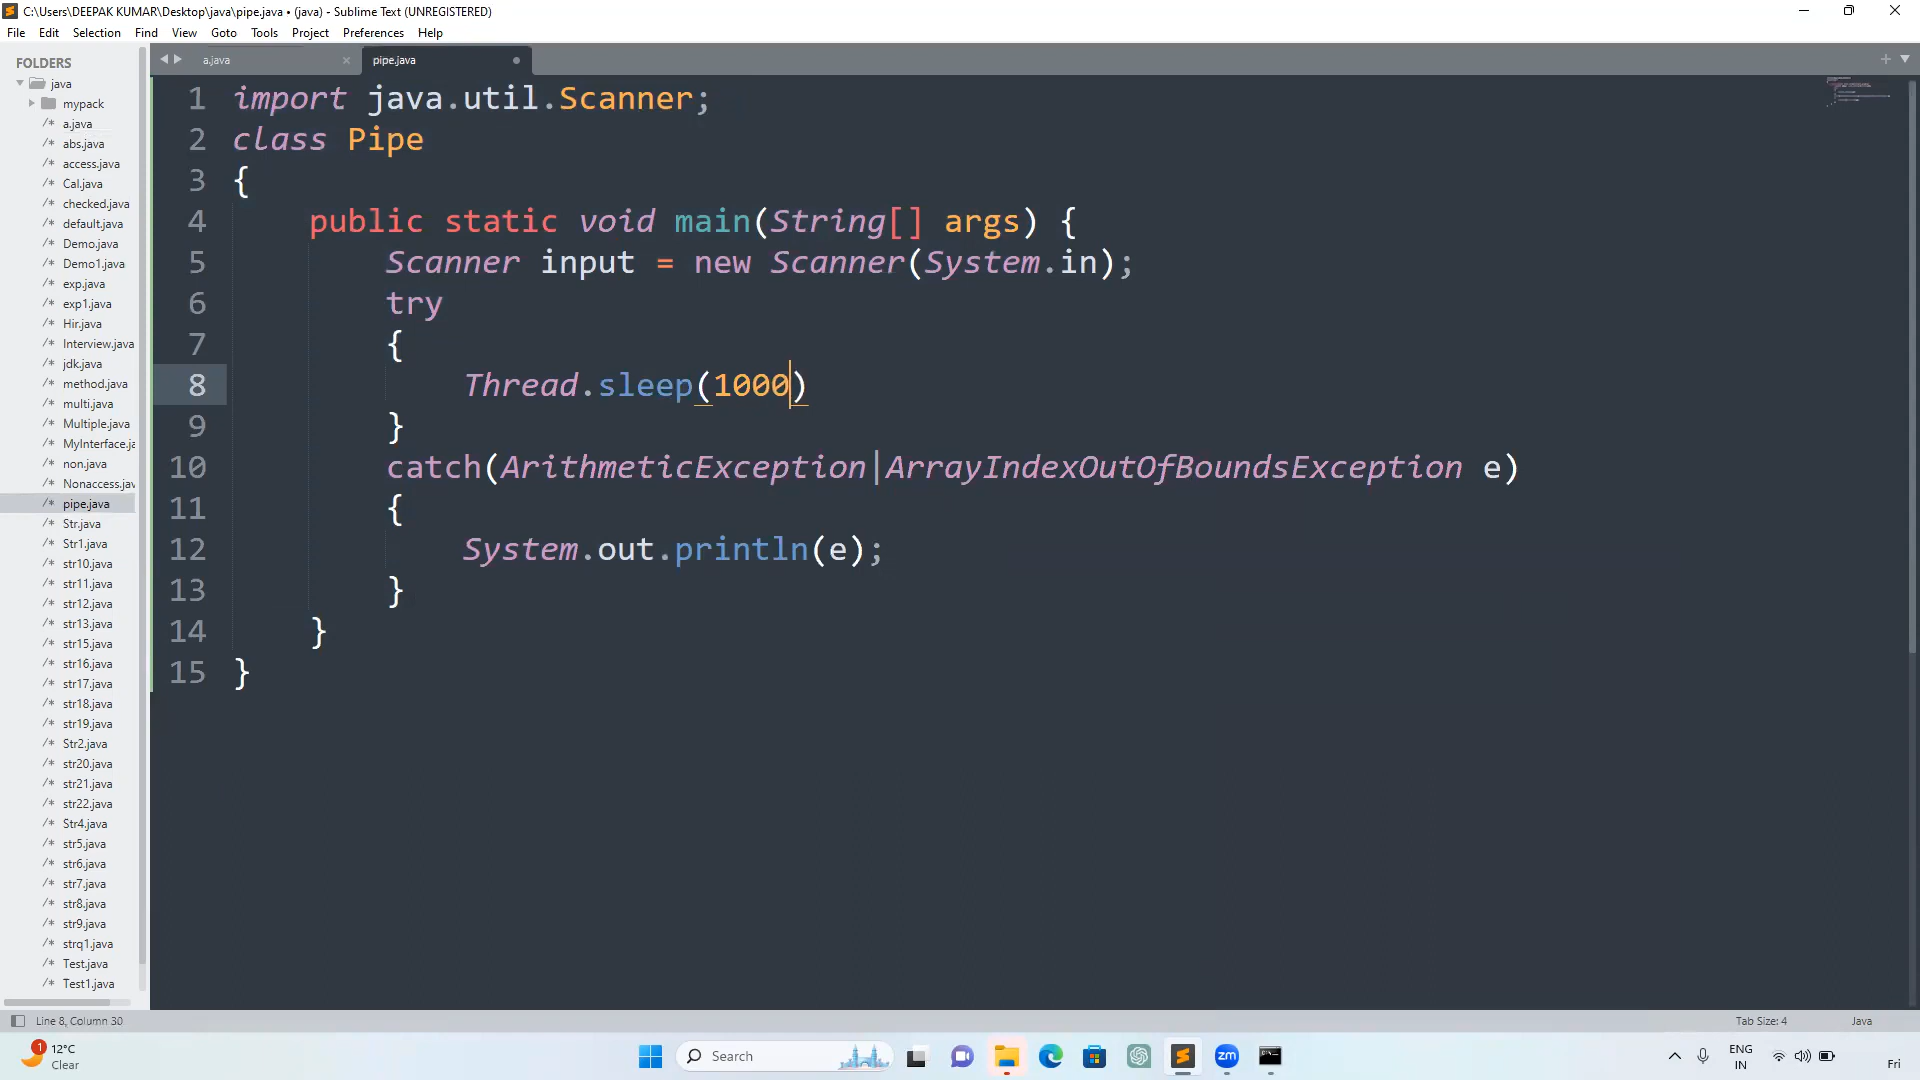 C:\Users\DEEPAK KUMAR\Desktop\java\pipe.java • (java) - Sublime Text (UNREGISTERED)
File Edit Selection Find View Goto Tools Project Preferences Help
FOLDERS
java
mypack
/* a.java
/* abs.java
/* access.java
/* Cal.java
/* checked.java
/* default.java
/* Demo.java
/* Demo1.java
/* exp.java
/* exp1.java
/* Hir.java
/* Interview.java
/* jdk.java
/* method.java
/* multi.java
/* Multiple.java
/* MyInterface.ja
/* non.java
/* Nonaccess.jav
/* pipe.java
/* Str.java
/* Str1.java
/* str10.java
/* str11.java
/* str12.java
/* str13.java
/* str15.java
/* str16.java
/* str17.java
/* str18.java
/* str19.java
/* Str2.java
/* str20.java
/* str21.java
/* str22.java
/* Str4.java
/* str5.java
/* str6.java
/* str7.java
/* str8.java
/* str9.java
/* strq1.java
/* Test.java
/* Test1.java
a.java pipe.java
1 import java.util.Scanner;
2 class Pipe
3 {
4 public static void main(String[] args) {
5 Scanner input = new Scanner(System.in);
6 try
7 {
8 Thread.sleep(1000)
9 }
10 catch(ArithmeticException|ArrayIndexOutOfBoundsException e)
11 {
12 System.out.println(e);
13 }
14 }
15 }
Line 8, Column 30 Tab Size: 4 Java
1
12°C
Clear
Search
zm
ENG
IN
Fri